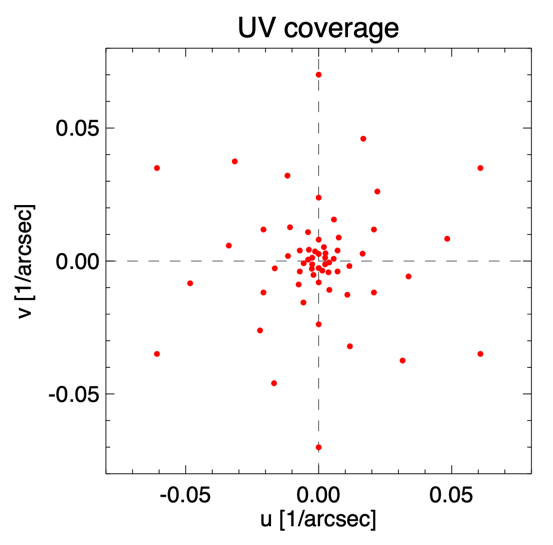 UV coverage
0.05
0.00
-0.05
v [1/arcsec]
-0.05 0.00 0.05
u [1/arcsec]